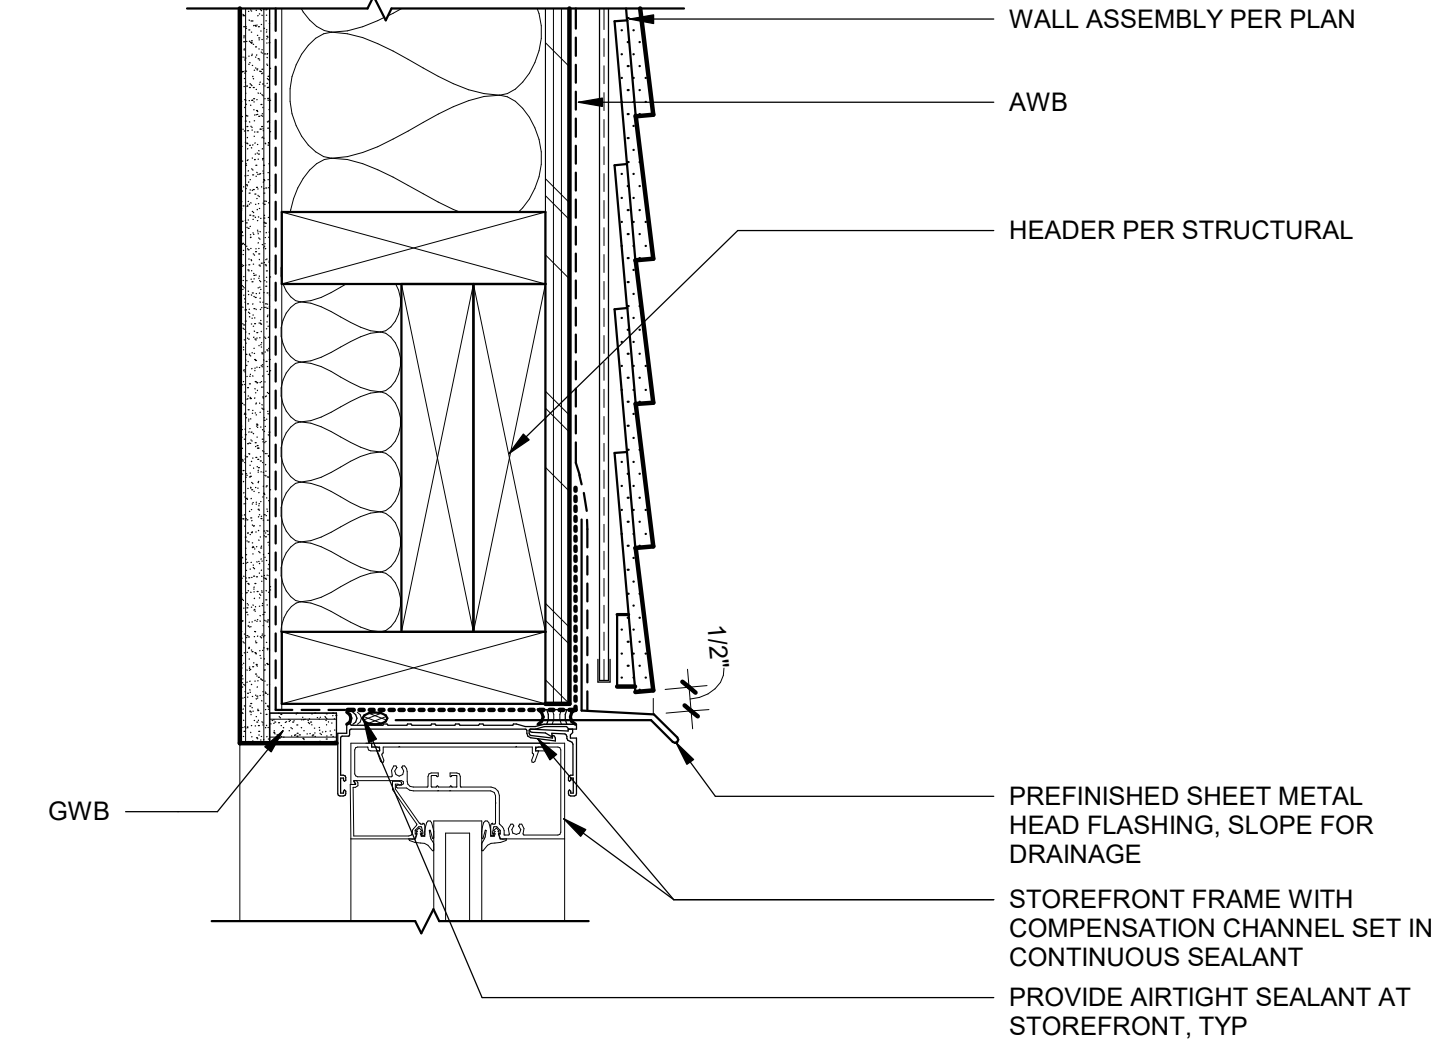 WALL ASSEMBLY PER PLAN
AWB
HEADER PER STRUCTURAL
1/2"
GWB
PREFINISHED SHEET METAL
HEAD FLASHING, SLOPE FOR
DRAINAGE
STOREFRONT FRAME WITH
COMPENSATION CHANNEL SET IN
CONTINUOUS SEALANT
PROVIDE AIRTIGHT SEALANT AT
STOREFRONT, TYP